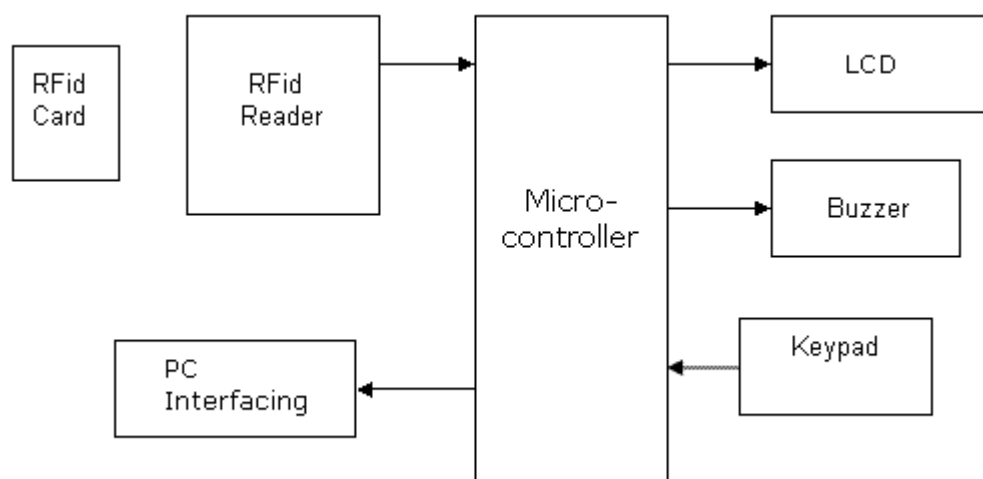 RFid
Card
RFid
Reader
Micro-
controller
LCD
Buzzer
Keypad
PC
Interfacing